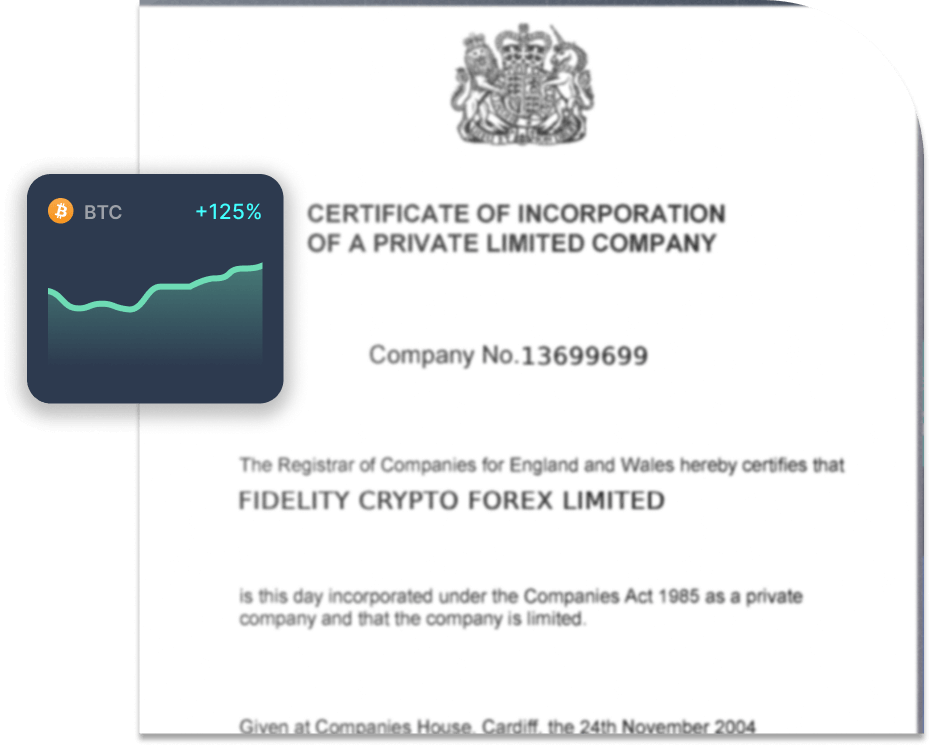 BTC +125%
CERTIFICATE OF INCORPORATION
OF A PRIVATE LIMITED COMPANY
Company No.13699699
The Registrar of Companies for England and Wales hereby certifies that
FIDELITY CRYPTO FOREX LIMITED
is this day incorporated under the Companies Act 1985 as a private
company and that the company is limited.
Given at Companies House, Cardiff, the 24th November 2004